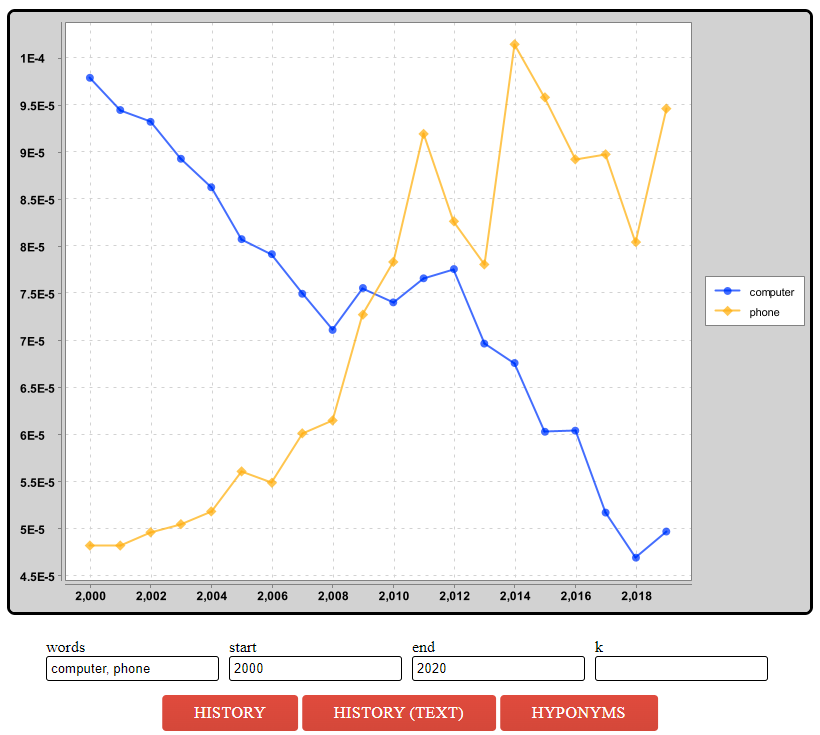 1E-4
9.5E-5
9E-5
8.5E-5
8E-5
7.5E-5
7E-5
6.5E-5
6E-5
5.5E-5
5E-5
4.5E-5
2,000 2,002 2,004 2,006 2,008 2,010 2,012 2,014 2,016 2,018
computer
phone
words start end k
computer, phone 2000 2020
HISTORY HISTORY (TEXT) HYPONYMS